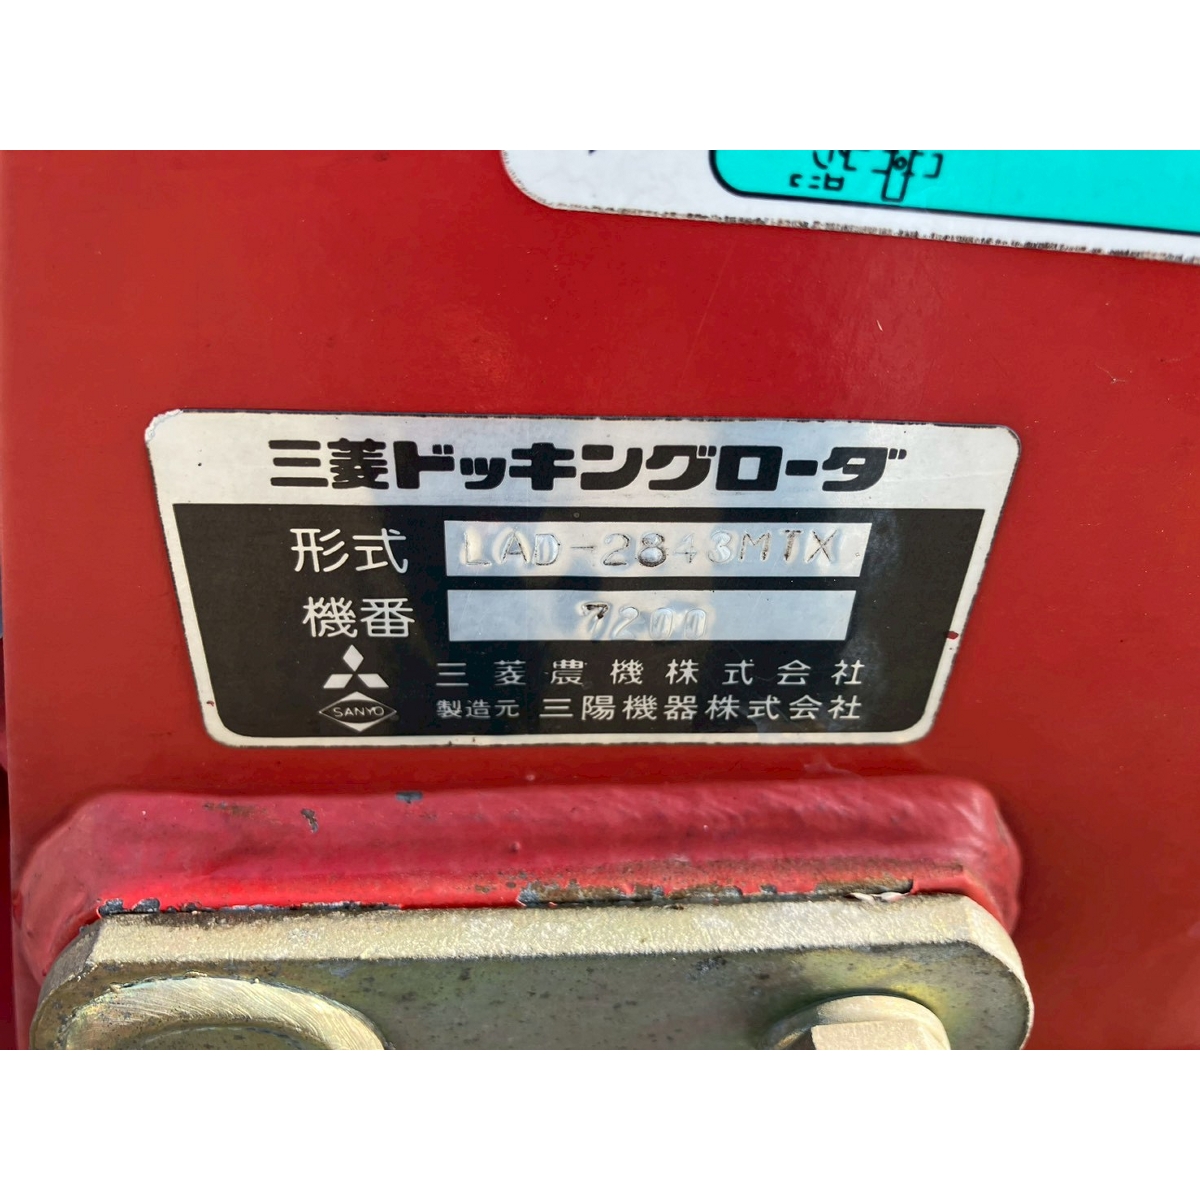 三菱ドッキングローダ
形式 LAD-2843MTX
機番 7200
三菱農機株式会社
SANYO
製造元 三陽機器株式会社